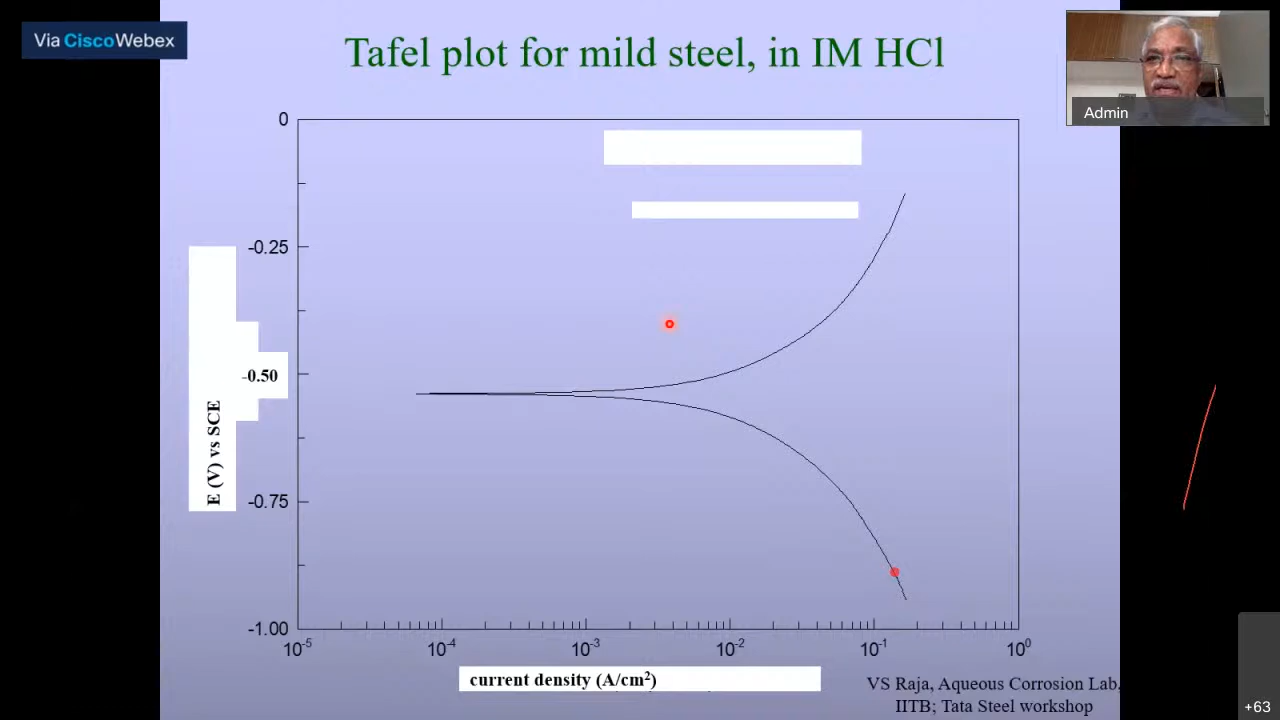 Via CiscoWebex
Tafel plot for mild steel, in IM HCl
Admin
0
-0.25
-0.50
-0.75
-1.00
E (V) vs SCE
10-5
10-4
10-3
10-2
10-1
100
current density (A/cm2)
VS Raja, Aqueous Corrosion Lab,
IITB; Tata Steel workshop
+63